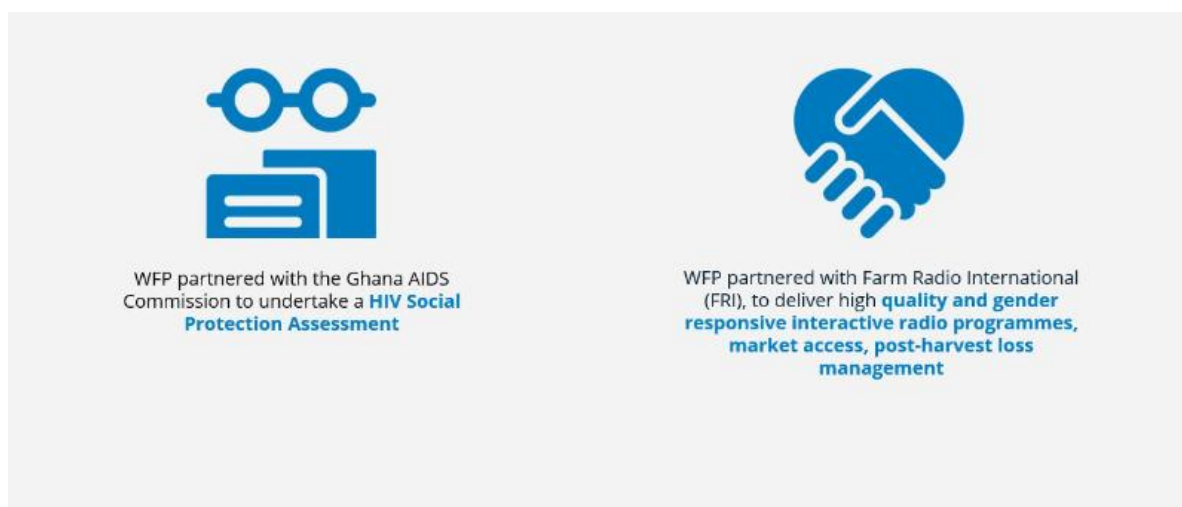 WFP partnered with the Ghana AIDS
Commission to undertake a HIV Social
Protection Assessment
WFP partnered with Farm Radio International
(FRI), to deliver high quality and gender
responsive interactive radio programmes,
market access, post-harvest loss
management